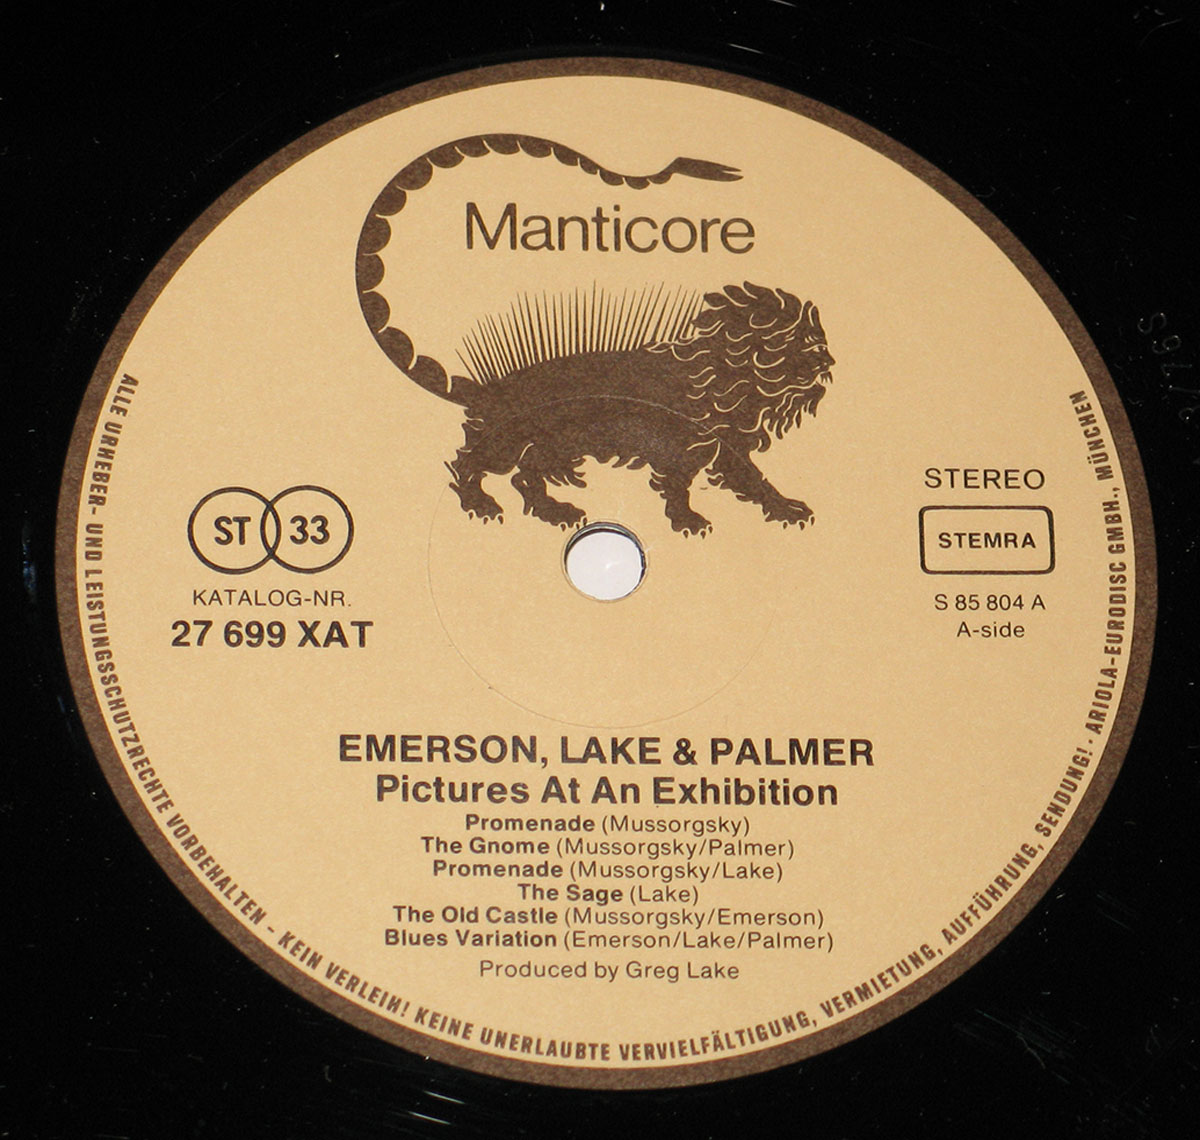 Manticore
ST 33
KATALOG-NR.
27 699 XAT
STEREO
STEMRA
S 85 804 A
A-side
EMERSON, LAKE & PALMER
Pictures At An Exhibition
Promenade (Mussorgsky)
The Gnome (Mussorgsky/Palmer)
Promenade (Mussorgsky/Lake)
The Sage (Lake)
The Old Castle (Mussorgsky/Emerson)
Blues Variation (Emerson/Lake/Palmer)
Produced by Greg Lake
ALLE URHEBER- UND LEISTUNGSSCHUTZRECHTE VORBEHALTEN - KEIN VERLEIH! KEINE UNERLAUBTE VERVIELFÄLTIGUNG, VERMIETUNG, AUFFÜHRUNG, SENDUNG! · ARIOLA-EURODISC GMBH., MÜNCHEN